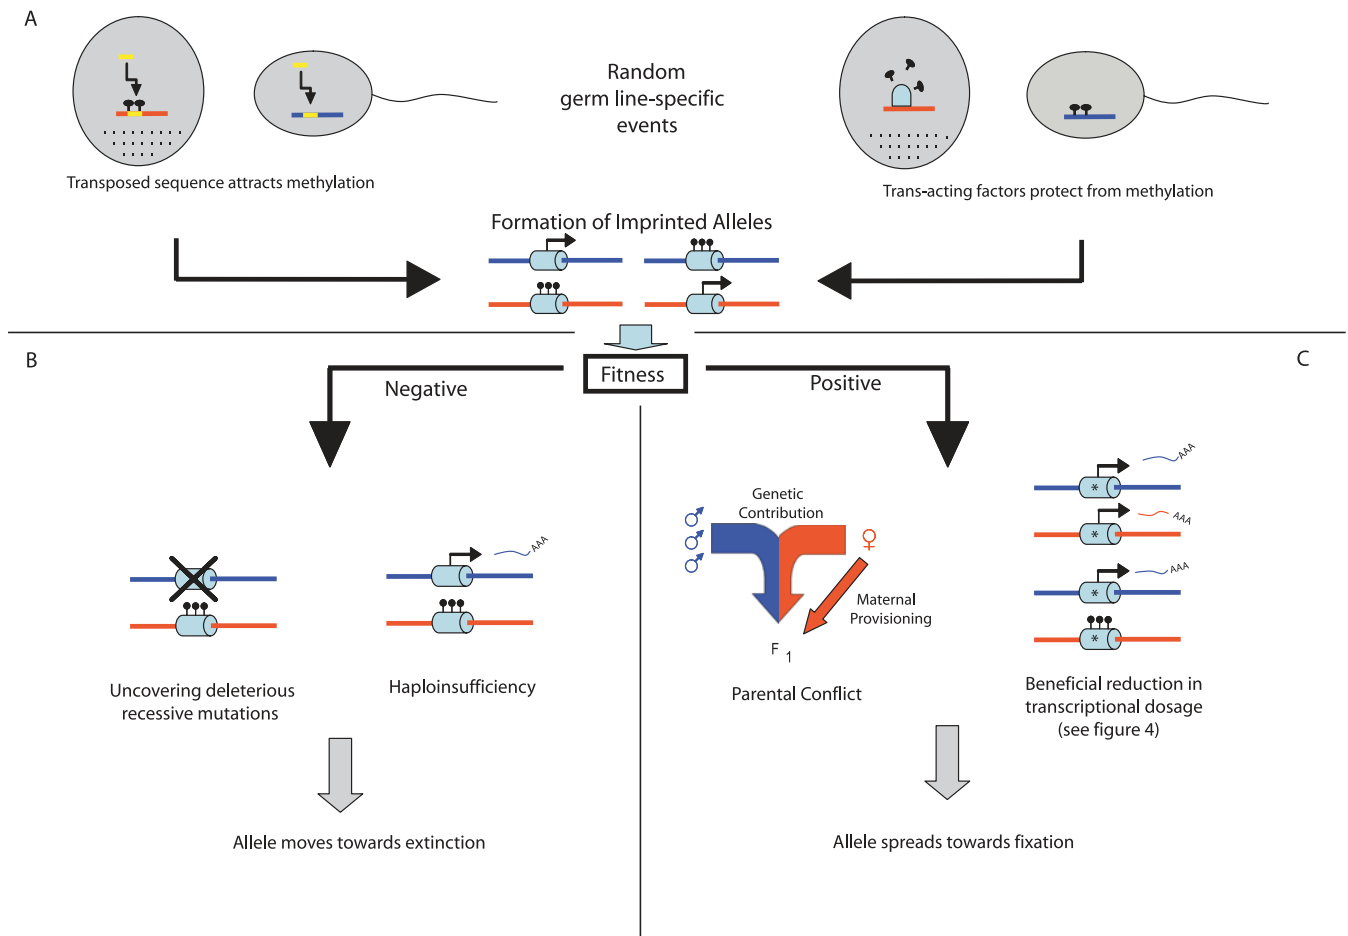 A
Random
germ line-specific
events
Transposed sequence attracts methylation
Trans-acting factors protect from methylation
Formation of Imprinted Alleles
B
Fitness
C
Negative
Positive
AAA
AAA
Genetic
Contribution
*
AAA
*
♂
♂
♂
♀
AAA
*
Maternal
Provisioning
*
F 1
Uncovering deleterious
recessive mutations
Haploinsufficiency
Parental Conflict
Beneficial reduction in
transcriptional dosage
(see figure 4)
Allele moves towards extinction
Allele spreads towards fixation